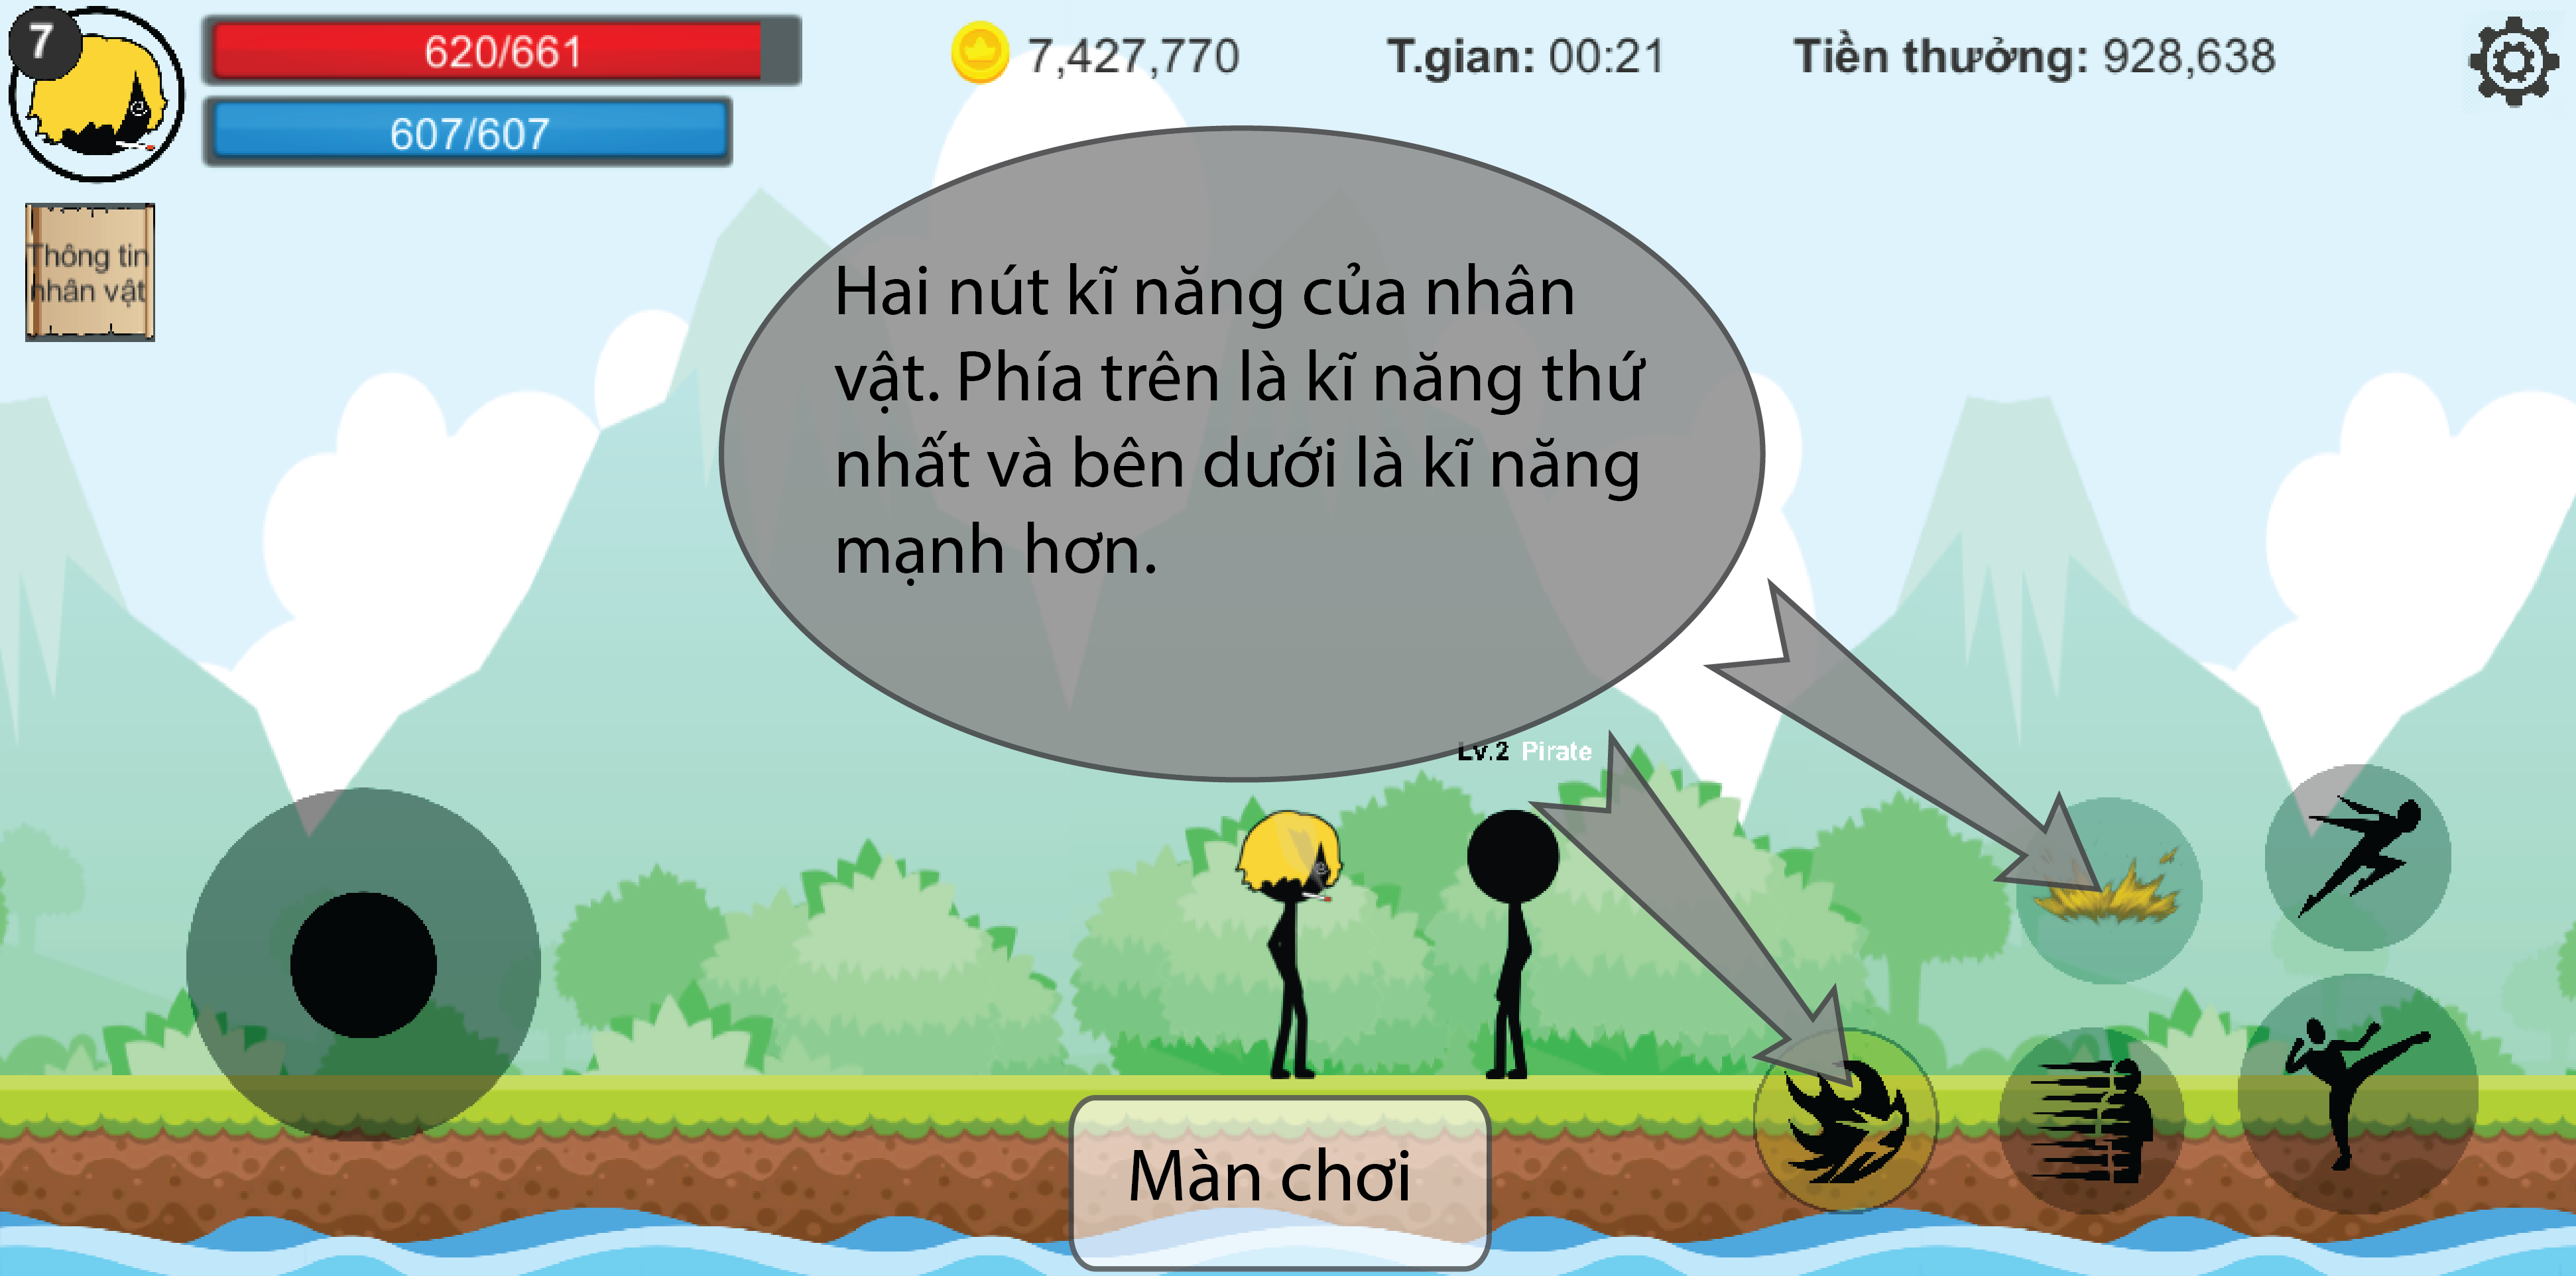 7
620/661
7,427,770
T.gian: 00:21
Tiền thưởng: 928,638
607/607
Thông tin
nhân vật
Hai nút kĩ năng của nhân
vật. Phía trên là kĩ năng thứ
nhất và bên dưới là kĩ năng
mạnh hơn.
Lv.2 Pirate
Màn chơi